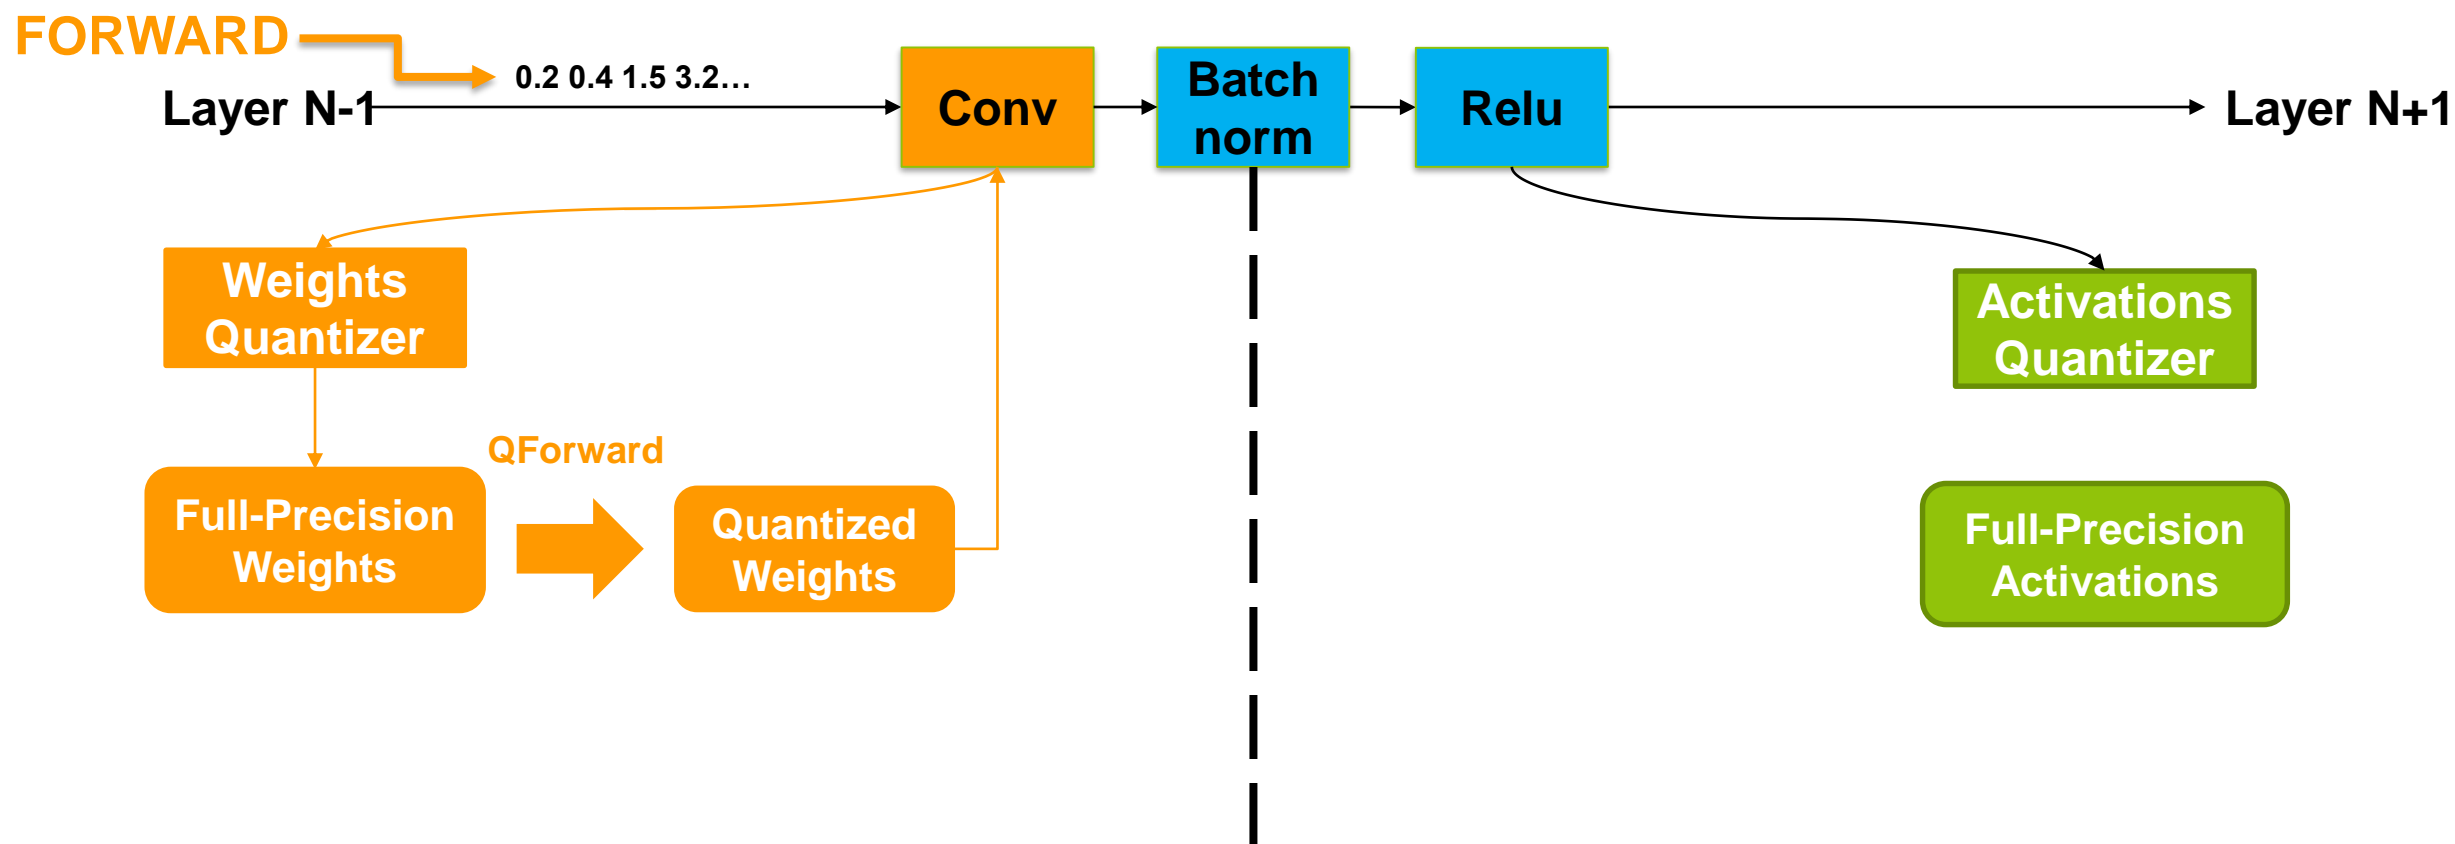 FORWARD
0.2 0.4 1.5 3.2...
Layer N-1
Conv
Batch
norm
Relu
Layer N+1
Weights
Quantizer
Activations
Quantizer
QForward
Full-Precision
Weights
Quantized
Weights
Full-Precision
Activations